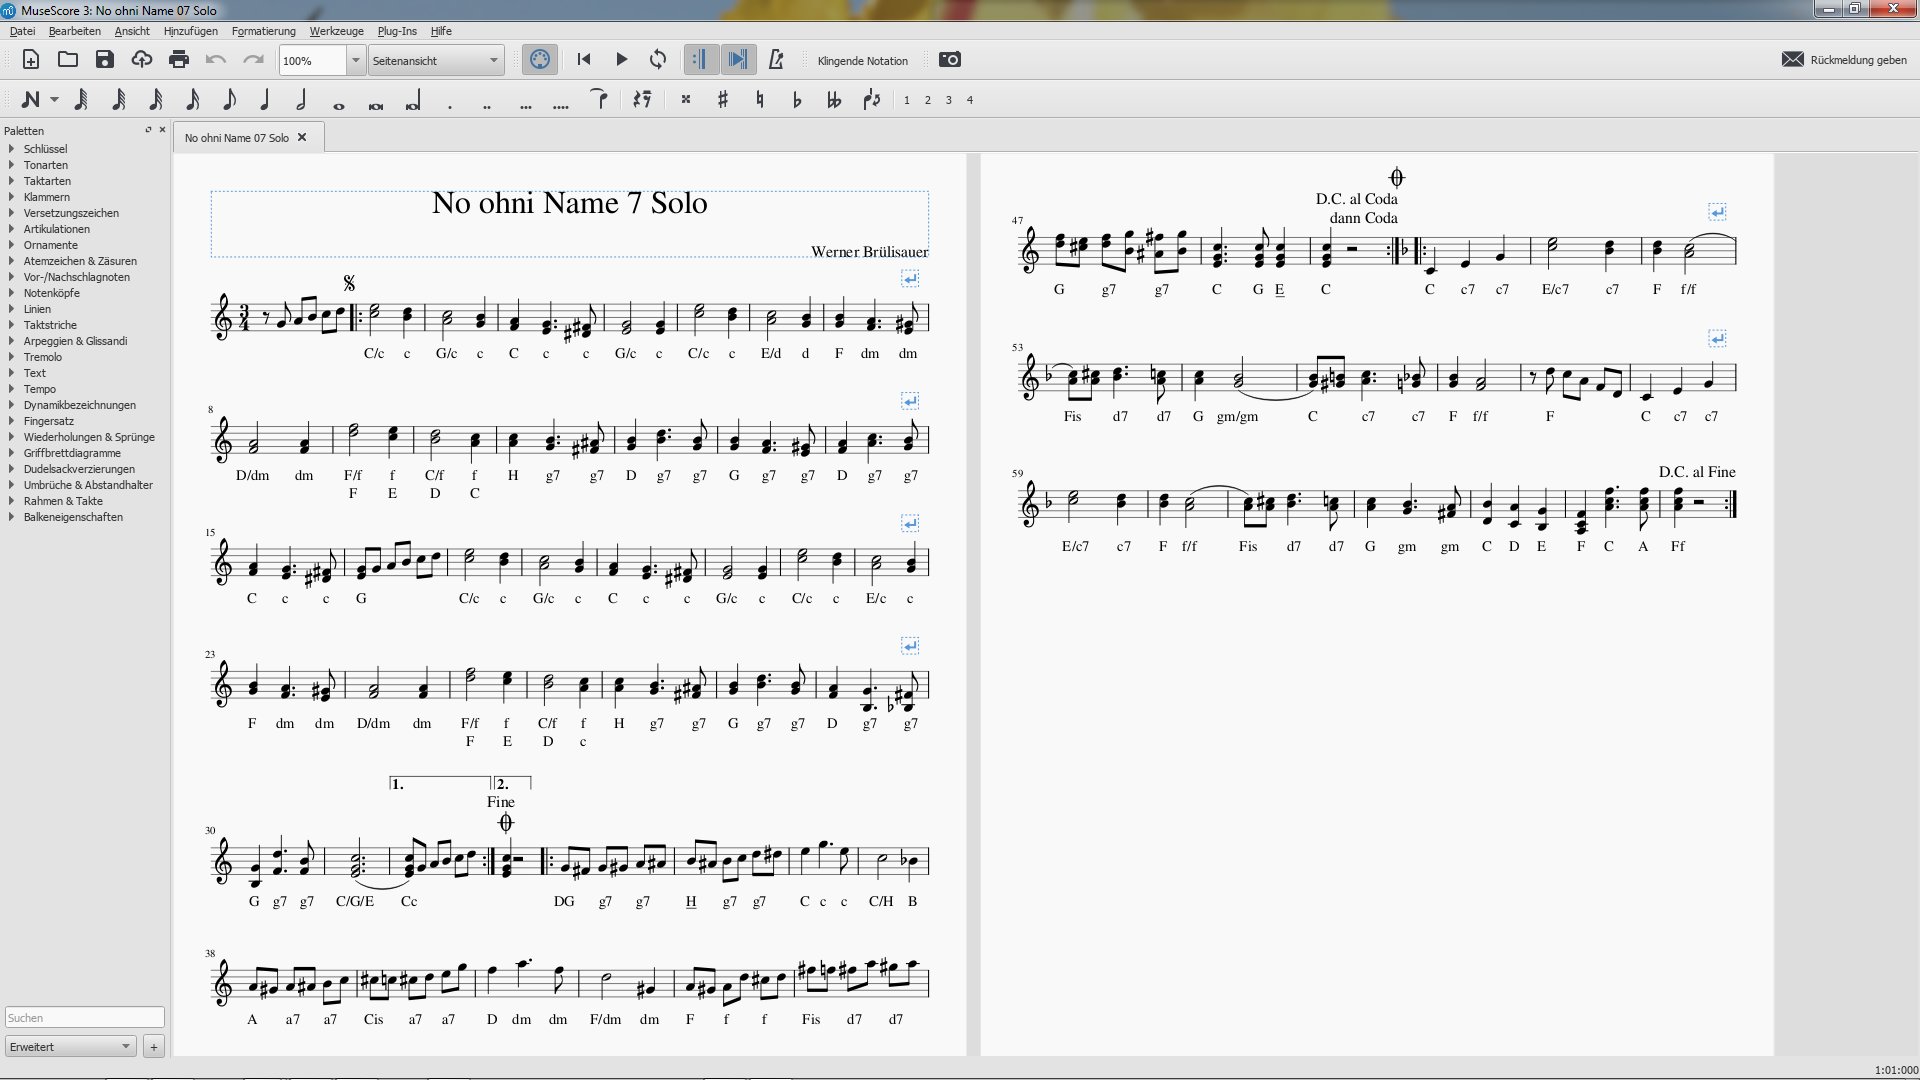 MuseScore 3: No ohni Name 07 Solo
Datei Bearbeiten Ansicht Hinzufügen Formatierung Werkzeuge Plug-Ins Hilfe
100% Seitenansicht Klingende Notation Rückmeldung geben
1 2 3 4
Paletten
Schlüssel
Tonarten
Taktarten
Klammern
Versetzungszeichen
Artikulationen
Ornamente
Atemzeichen & Zäsuren
Vor-/Nachschlagnoten
Notenköpfe
Linien
Taktstriche
Arpeggien & Glissandi
Tremolo
Text
Tempo
Dynamikbezeichnungen
Fingersatz
Wiederholungen & Sprünge
Griffbrettdiagramme
Dudelsackverzierungen
Umbrüche & Abstandhalter
Rahmen & Takte
Balkeneigenschaften
Suchen
Erweitert +
No ohni Name 07 Solo
No ohni Name 7 Solo
Werner Brülisauer
3
4
C/c c G/c c C c c G/c c C/c c E/d d F dm dm
8
D/dm dm F/f f C/f f H g7 g7 D g7 g7 G g7 g7 D g7 g7
F E D C
15
C c c G C/c c G/c c C c c G/c c C/c c E/c c
23
F dm dm D/dm dm F/f f C/f f H g7 g7 G g7 g7 D g7 g7
F E D c
1. 2.
Fine
30
G g7 g7 C/G/E Cc DG g7 g7 H g7 g7 C c c C/H B
38
A a7 a7 Cis a7 a7 D dm dm F/dm dm F f f Fis d7 d7
D.C. al Coda
dann Coda
47
G g7 g7 C G E C C c7 c7 E/c7 c7 F f/f
53
Fis d7 d7 G gm/gm C c7 c7 F f/f F C c7 c7
D.C. al Fine
59
E/c7 c7 F f/f Fis d7 d7 G gm gm C D E F C A Ff
1:01:000